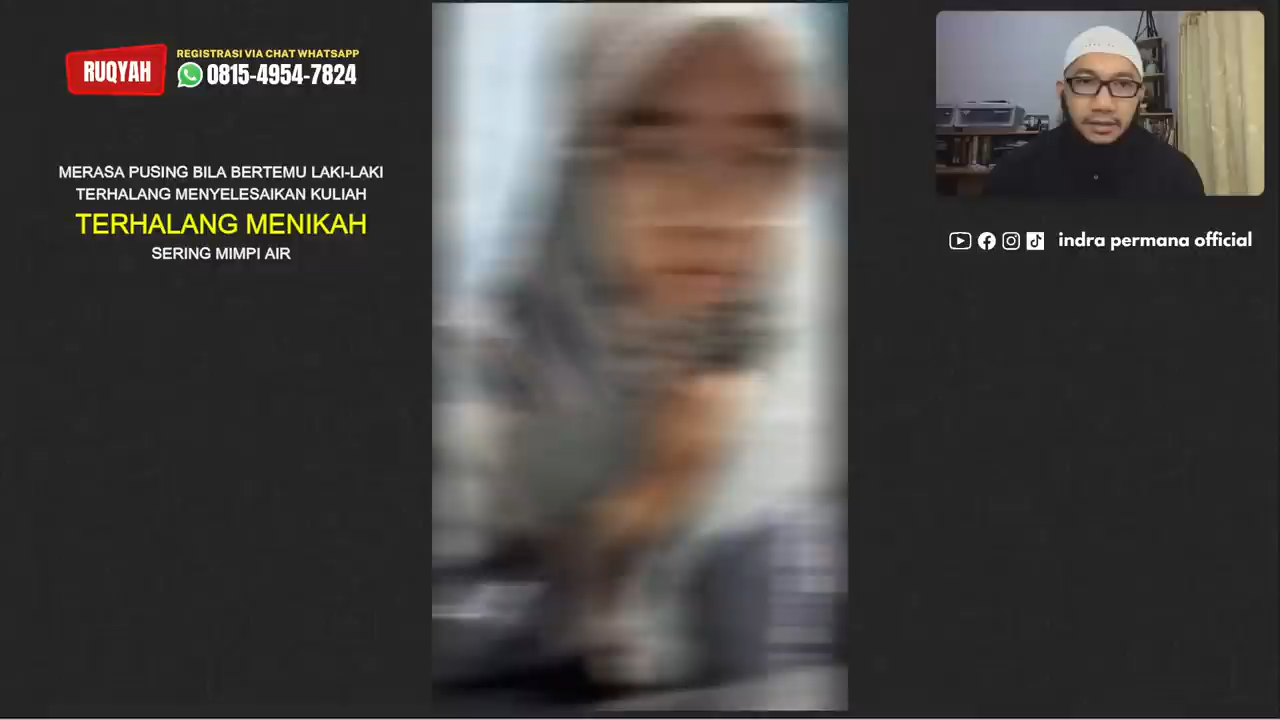 RUQYAH
REGISTRASI VIA CHAT WHATSAPP
0815-4954-7824
MERASA PUSING BILA BERTEMU LAKI-LAKI
TERHALANG MENYELESAIKAN KULIAH
TERHALANG MENIKAH
SERING MIMPI AIR
indra permana official